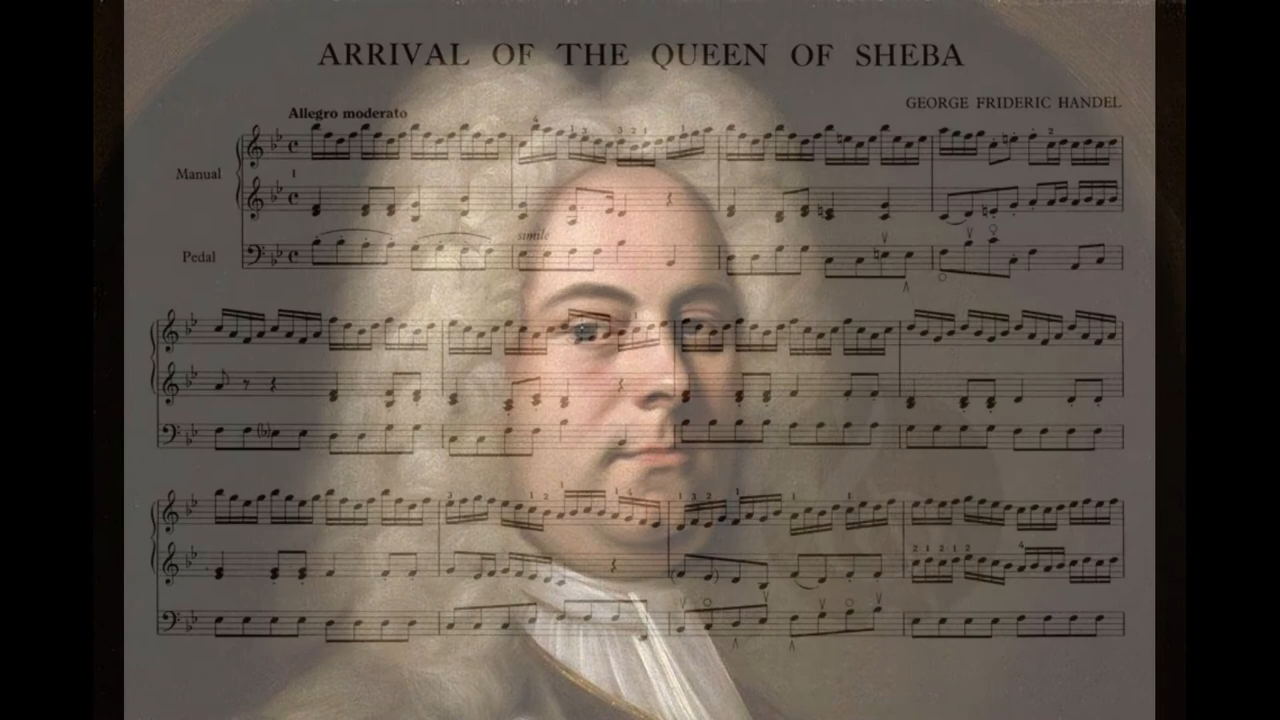 ARRIVAL OF THE QUEEN OF SHEBA
GEORGE FRIDERIC HANDEL
Allegro moderato
Manual
simile
Pedal